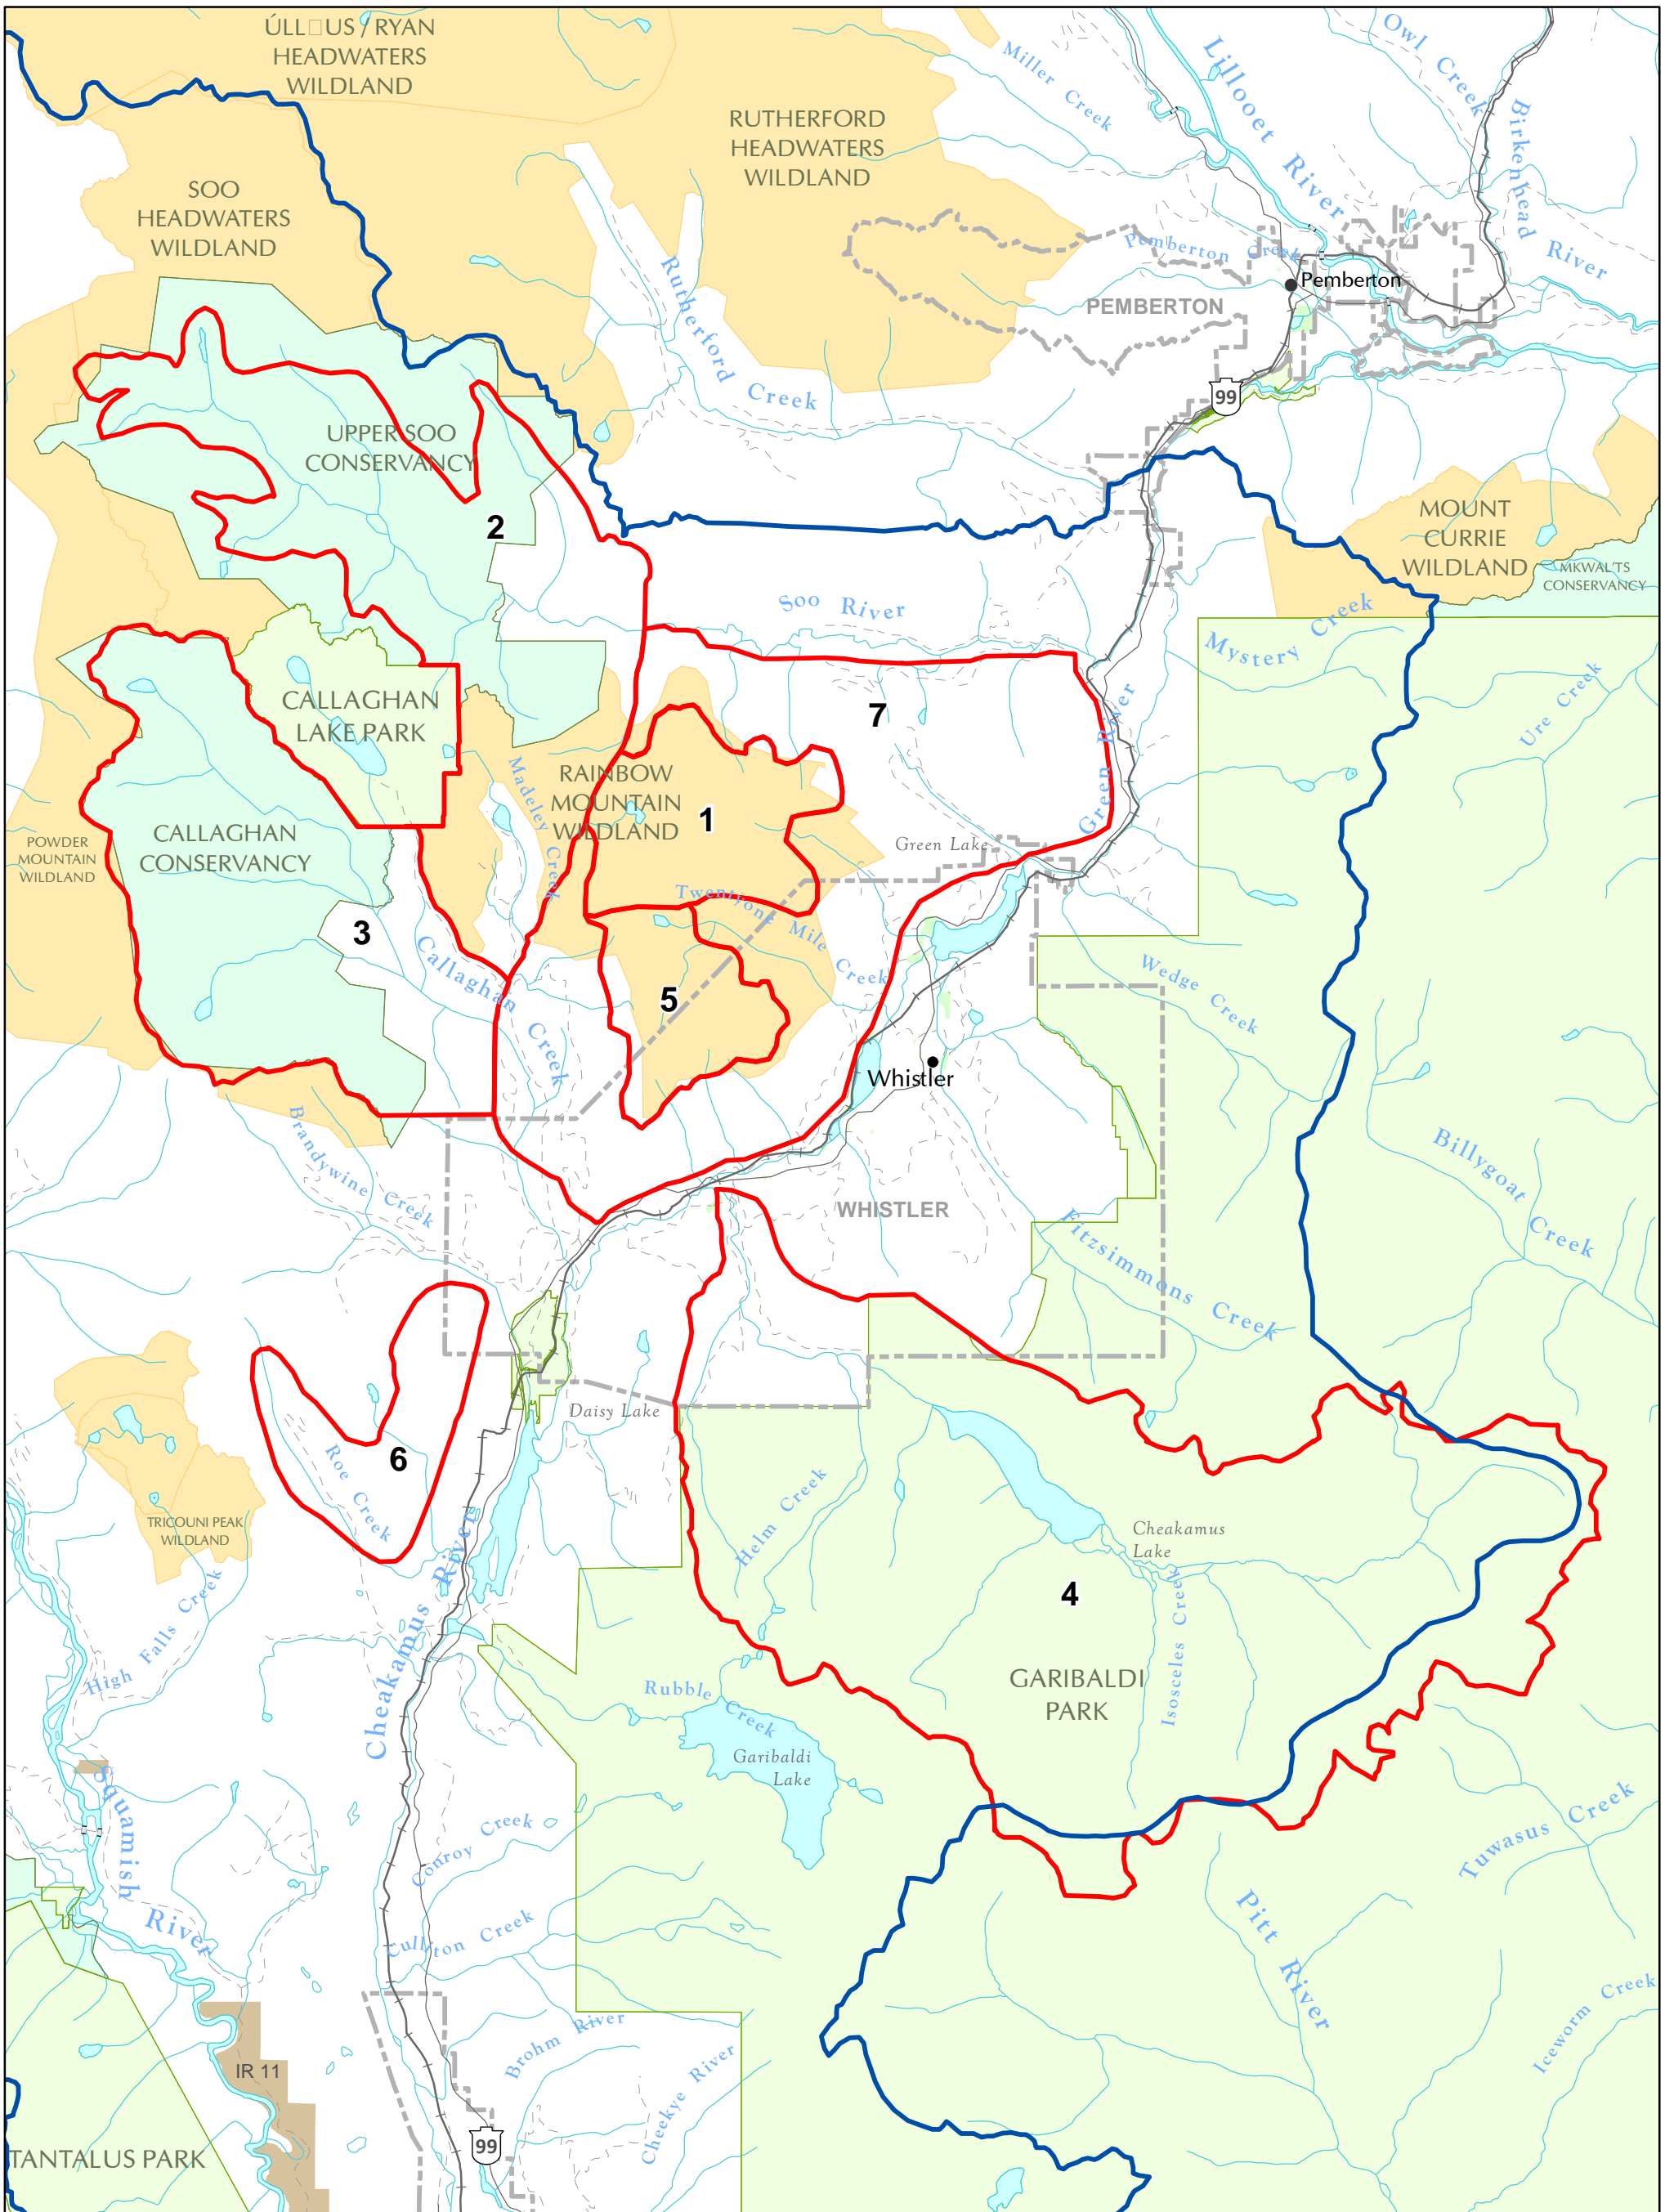 ÚLL□US / RYAN
HEADWATERS
WILDLAND
Miller Creek
Lillooet River
Owl Creek
Birkenhead River
RUTHERFORD
HEADWATERS
WILDLAND
SOO
HEADWATERS
WILDLAND
Pemberton Creek
Pemberton
PEMBERTON
Rutherford Creek
99
UPPER SOO
CONSERVANCY
2
MOUNT
CURRIE
WILDLAND
MKWAL'TS
CONSERVANCY
Soo River
Mystery Creek
Ure Creek
CALLAGHAN
LAKE PARK
7
Green River
RAINBOW
MOUNTAIN
WILDLAND
1
Madeley Creek
POWDER
MOUNTAIN
WILDLAND
CALLAGHAN
CONSERVANCY
Green Lake
Twentyone Mile Creek
3
Callaghan Creek
5
Wedge Creek
Whistler
Brandywine Creek
Billygoat Creek
WHISTLER
Fitzsimmons Creek
Daisy Lake
6
Roe Creek
TRICOUNI PEAK
WILDLAND
Helm Creek
Cheakamus
Lake
Cheakamus River
High Falls Creek
4
Isosceles Creek
GARIBALDI
PARK
Rubble Creek
Garibaldi
Lake
Squamish River
Conroy Creek
Tuwasus Creek
Culliton Creek
Pitt River
Iceworm Creek
Brohm River
Cheekye River
IR 11
99
TANTALUS PARK